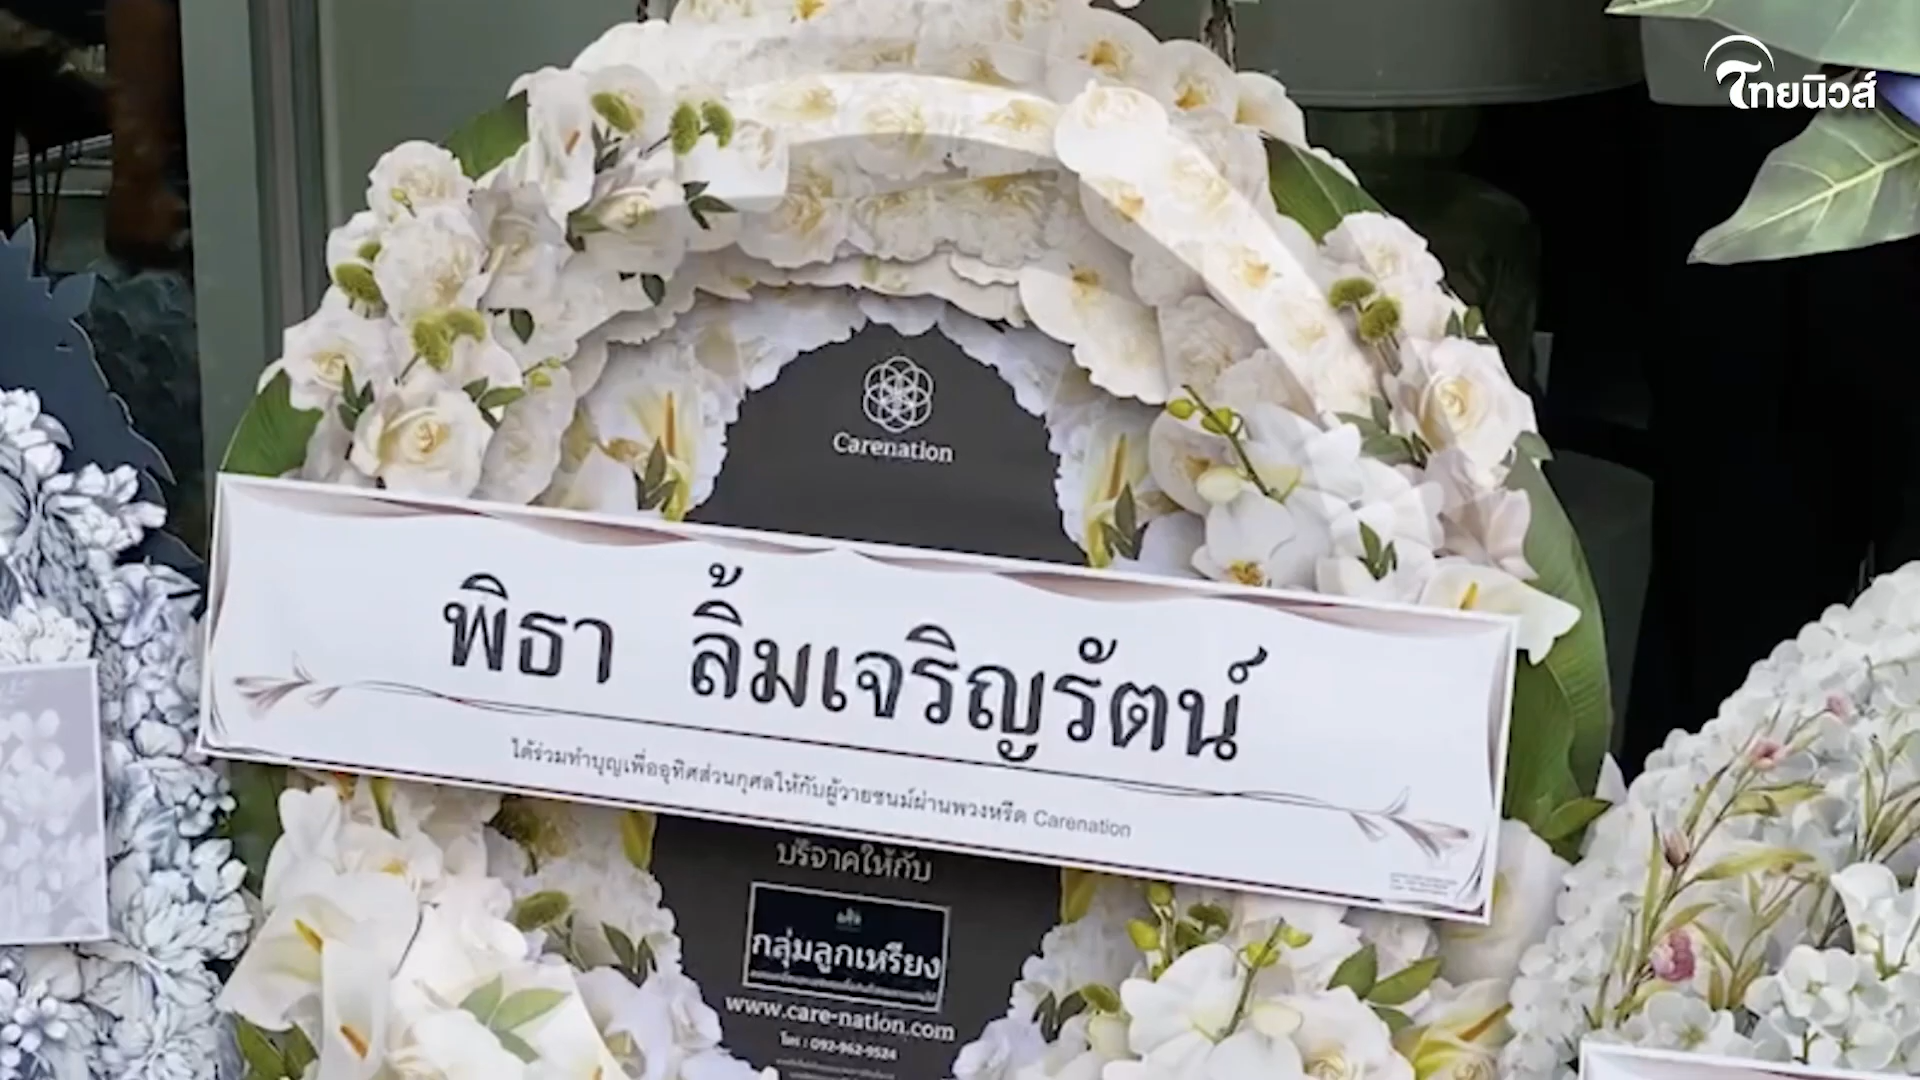 ไทยนิวส์
Carenation
พิธา ลิ้มเจริญรัตน์
ได้ร่วมทำบุญเพื่ออุทิศส่วนกุศลให้กับผู้วายชนม์ผ่านพวงหรีด Carenation
บริจาคให้กับ
กลุ่มลูกเหรียง
www.care-nation.com
โทร : 092-962-9524